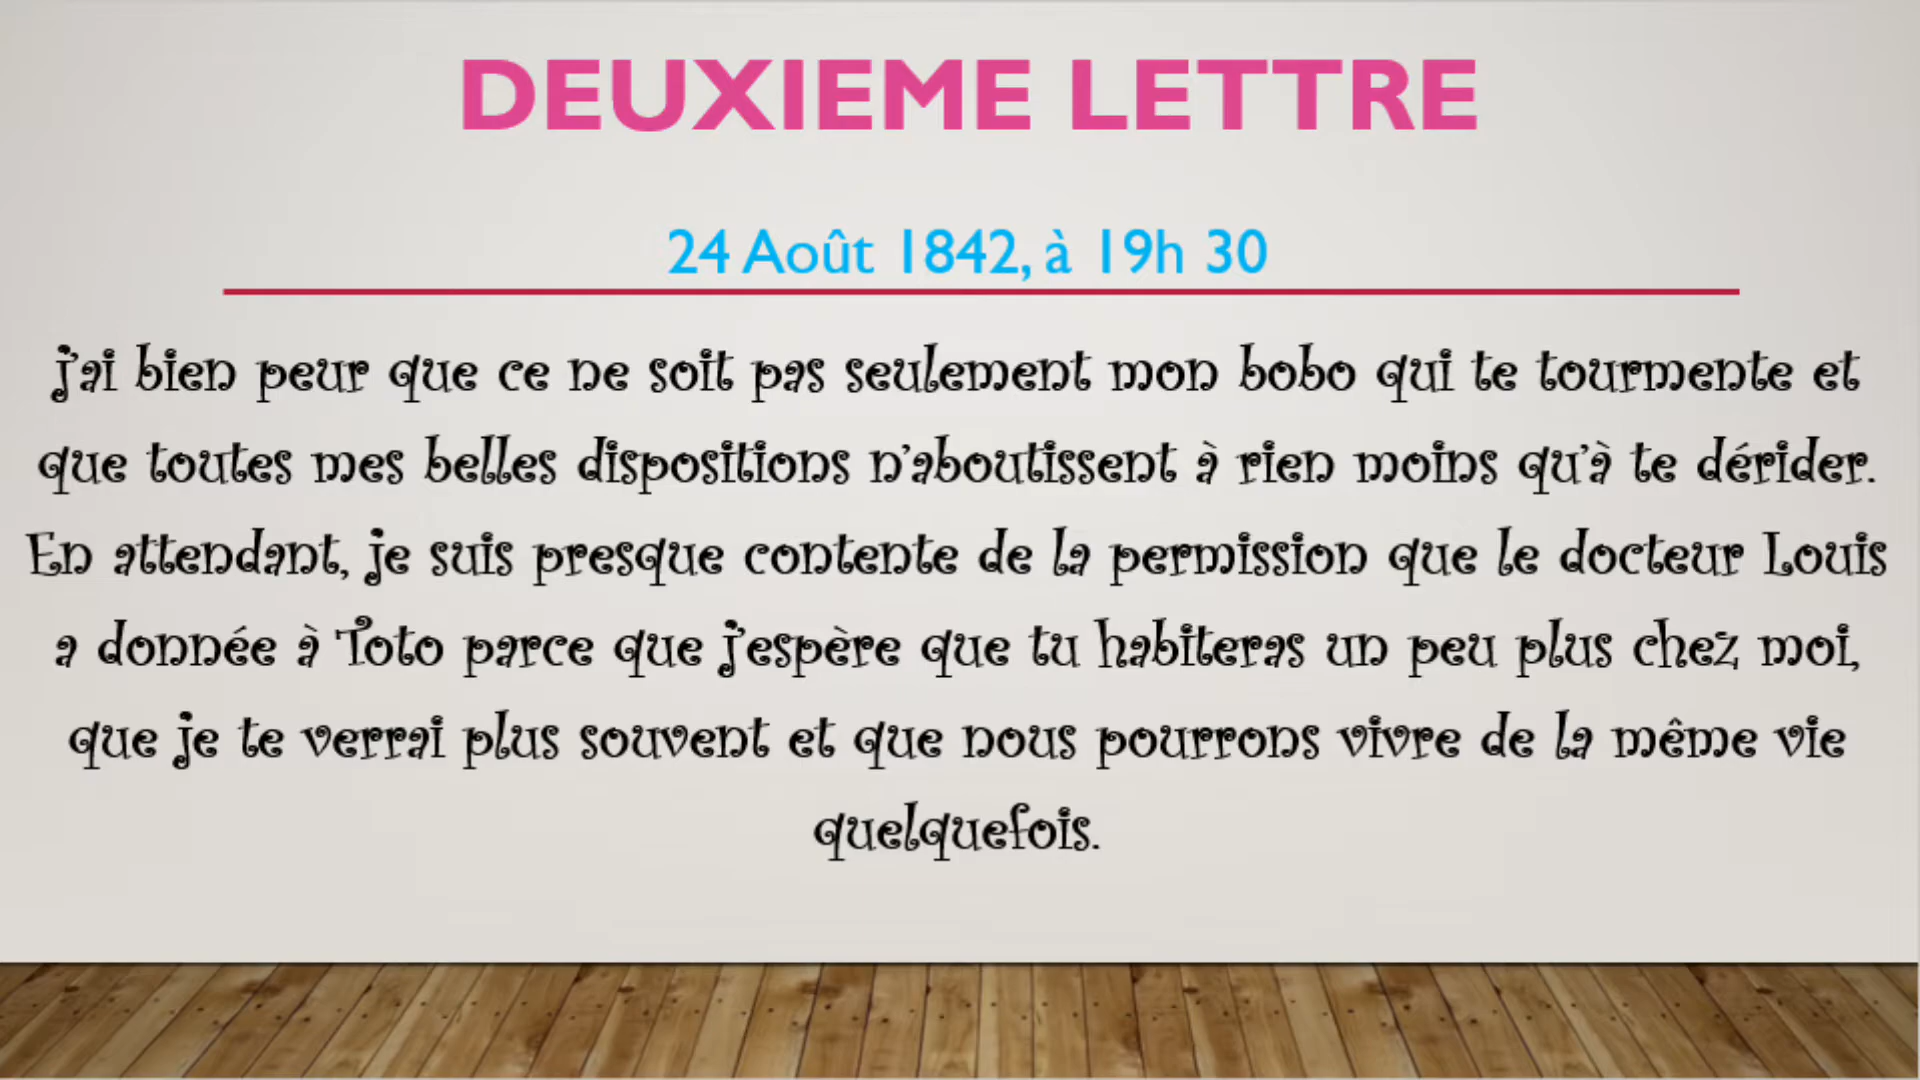 DEUXIEME LETTRE
24 Août 1842, à 19h 30
j'ai bien peur que ce ne soit pas seulement mon bobo qui te tourmente et
que toutes mes belles dispositions n'aboutissent à rien moins qu'à te dérider.
En attendant, je suis presque contente de la permission que le docteur Louis
a donnée à Toto parce que j'espère que tu habiteras un peu plus chez moi,
que je te verrai plus souvent et que nous pourrons vivre de la même vie
quelquefois.